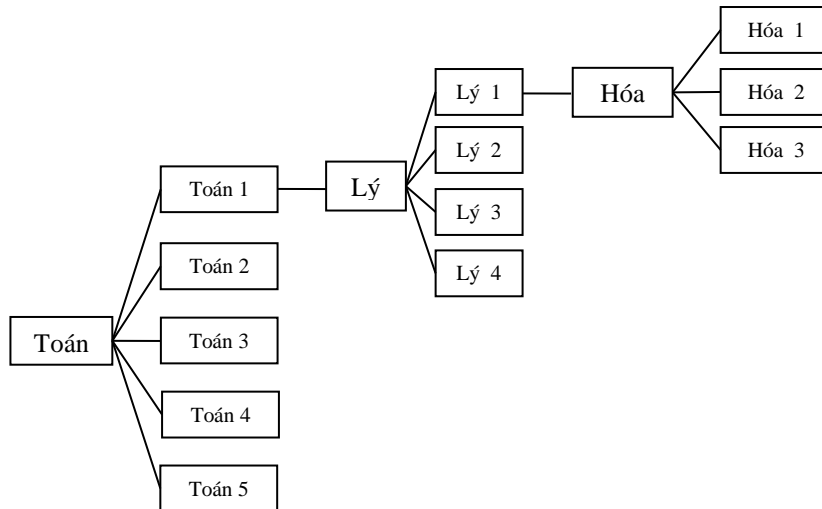 Hóa 1
Lý 1
Hóa
Hóa 2
Lý 2
Hóa 3
Toán 1
Lý
Lý 3
Toán 2
Lý 4
Toán
Toán 3
Toán 4
Toán 5